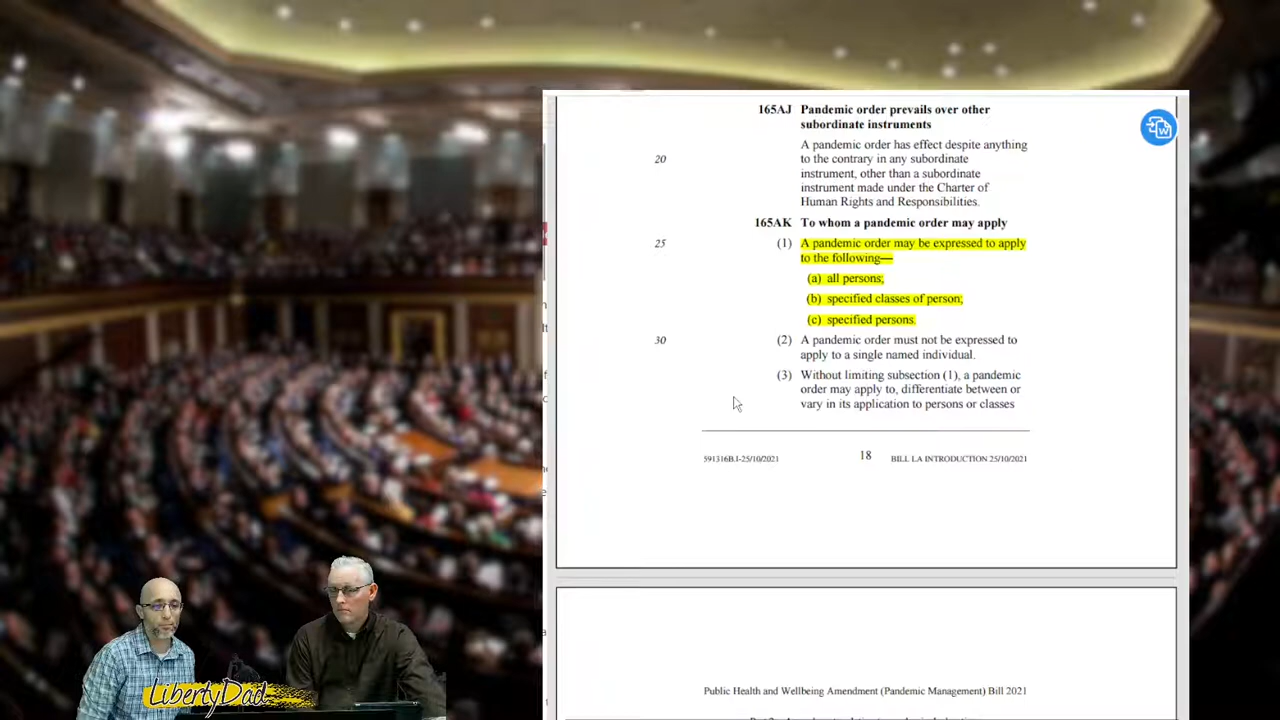 165AJ Pandemic order prevails over other
subordinate instruments
A pandemic order has effect despite anything
20 to the contrary in any subordinate
instrument, other than a subordinate
instrument made under the Charter of
Human Rights and Responsibilities.
165AK To whom a pandemic order may apply
25 (1) A pandemic order may be expressed to apply
to the following—
(a) all persons;
(b) specified classes of person;
(c) specified persons.
30 (2) A pandemic order must not be expressed to
apply to a single named individual.
(3) Without limiting subsection (1), a pandemic
order may apply to, differentiate between or
vary in its application to persons or classes
591316B.I-25/10/2021 18 BILL LA INTRODUCTION 25/10/2021
Public Health and Wellbeing Amendment (Pandemic Management) Bill 2021
LibertyDad